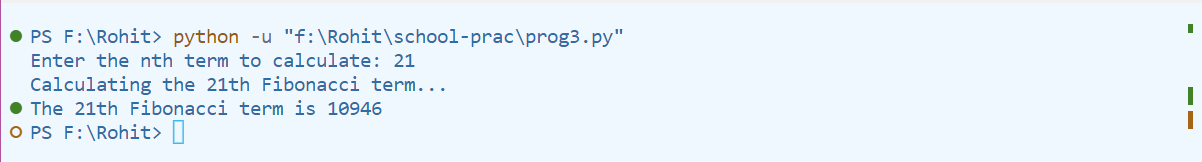 PS F:\Rohit> python -u "f:\Rohit\school-prac\prog3.py"
Enter the nth term to calculate: 21
Calculating the 21th Fibonacci term...
The 21th Fibonacci term is 10946
PS F:\Rohit>